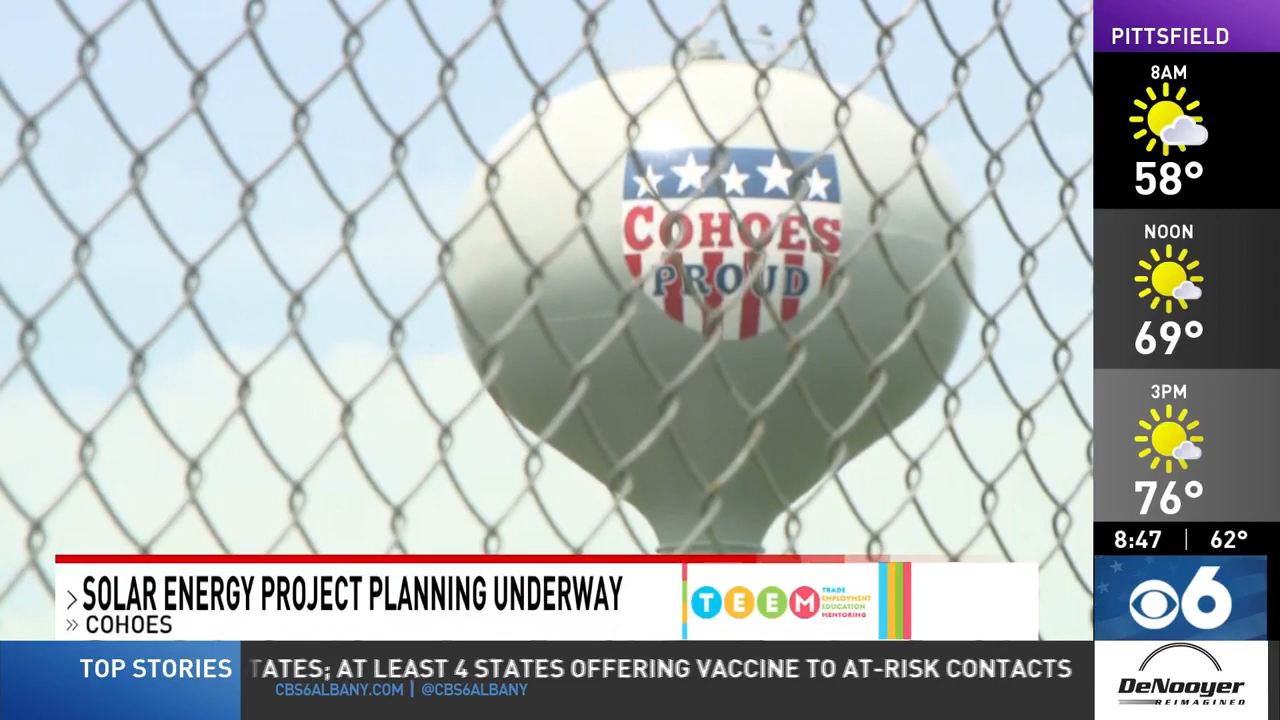 COHOES
PROUD
PITTSFIELD
8AM
58°
NOON
69°
3PM
76°
8:47 | 62°
6
SOLAR ENERGY PROJECT PLANNING UNDERWAY
COHOES
TEEM
TRADE
EMPLOYMENT
EDUCATION
MENTORING
TOP STORIES
TATES; AT LEAST 4 STATES OFFERING VACCINE TO AT-RISK CONTACTS
CBS6ALBANY.COM | @CBS6ALBANY
DeNooyer
REIMAGINED